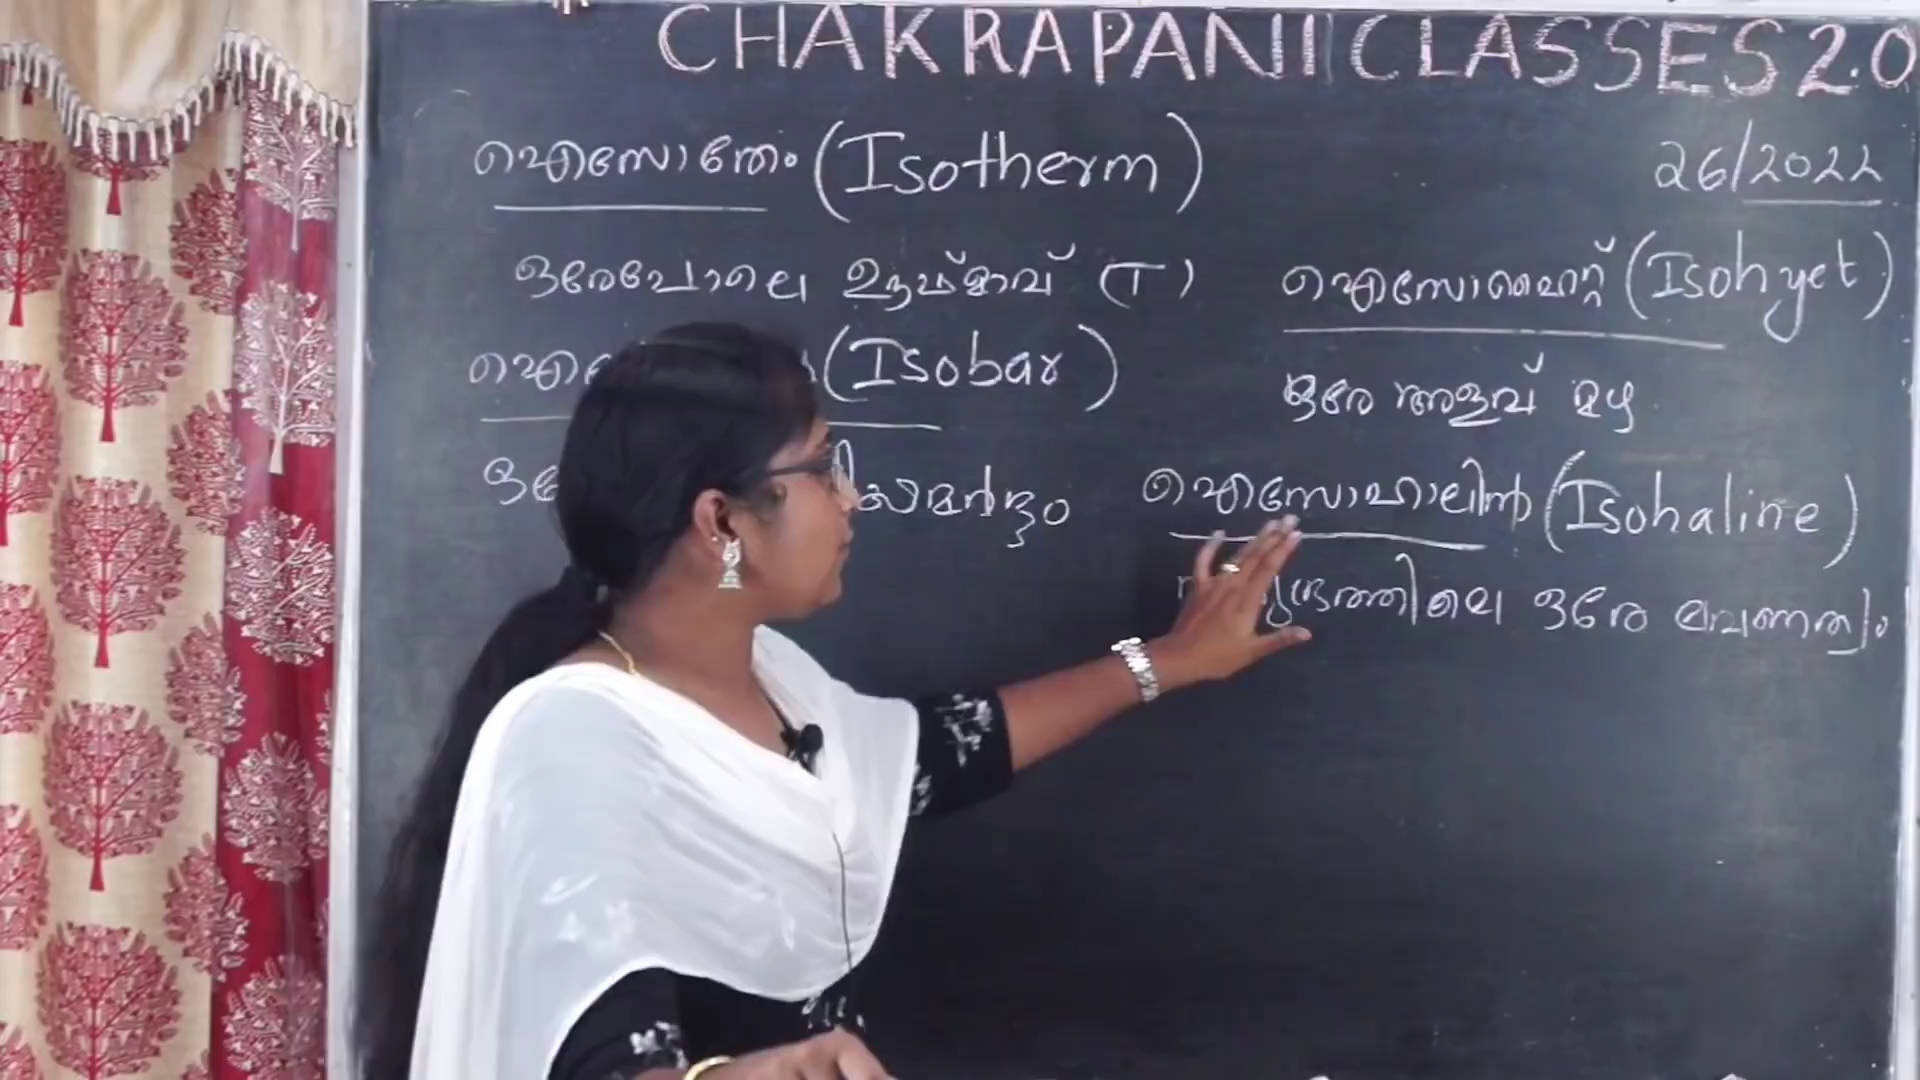 CHAKRAPANI CLASSES 2.0
26/2022
ഐസോതേം (Isotherm)
ഒരേപോലെ ഊഷ്മാവ് (T)
(Isobar)
ഐസോഹൈറ്റ് (Isohyet)
ഒരേ അളവ് മഴ
ഐസോഹാലിൻ (Isohaline)
ഒരേ ലവണത്വം